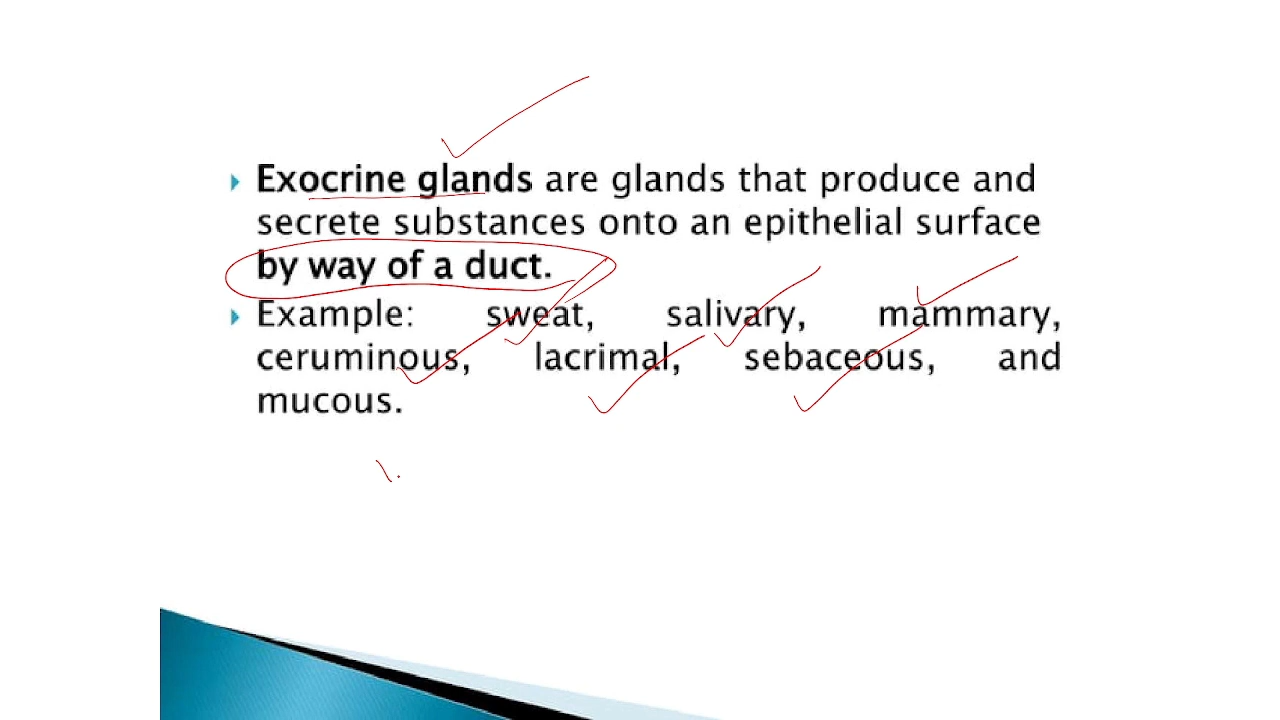 Exocrine glands are glands that produce and
secrete substances onto an epithelial surface
by way of a duct.
Example: sweat, salivary, mammary,
ceruminous, lacrimal, sebaceous, and
mucous.